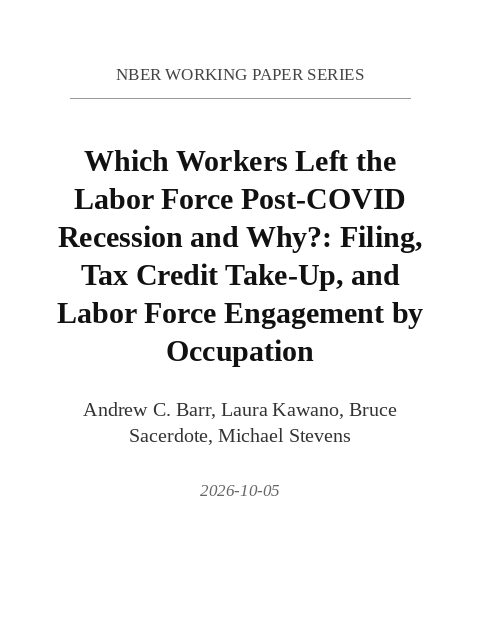 NBER WORKING PAPER SERIES
Which Workers Left the
Labor Force Post-COVID
Recession and Why?: Filing,
Tax Credit Take-Up, and
Labor Force Engagement by
Occupation
Andrew C. Barr, Laura Kawano, Bruce
Sacerdote, Michael Stevens
2026-10-05